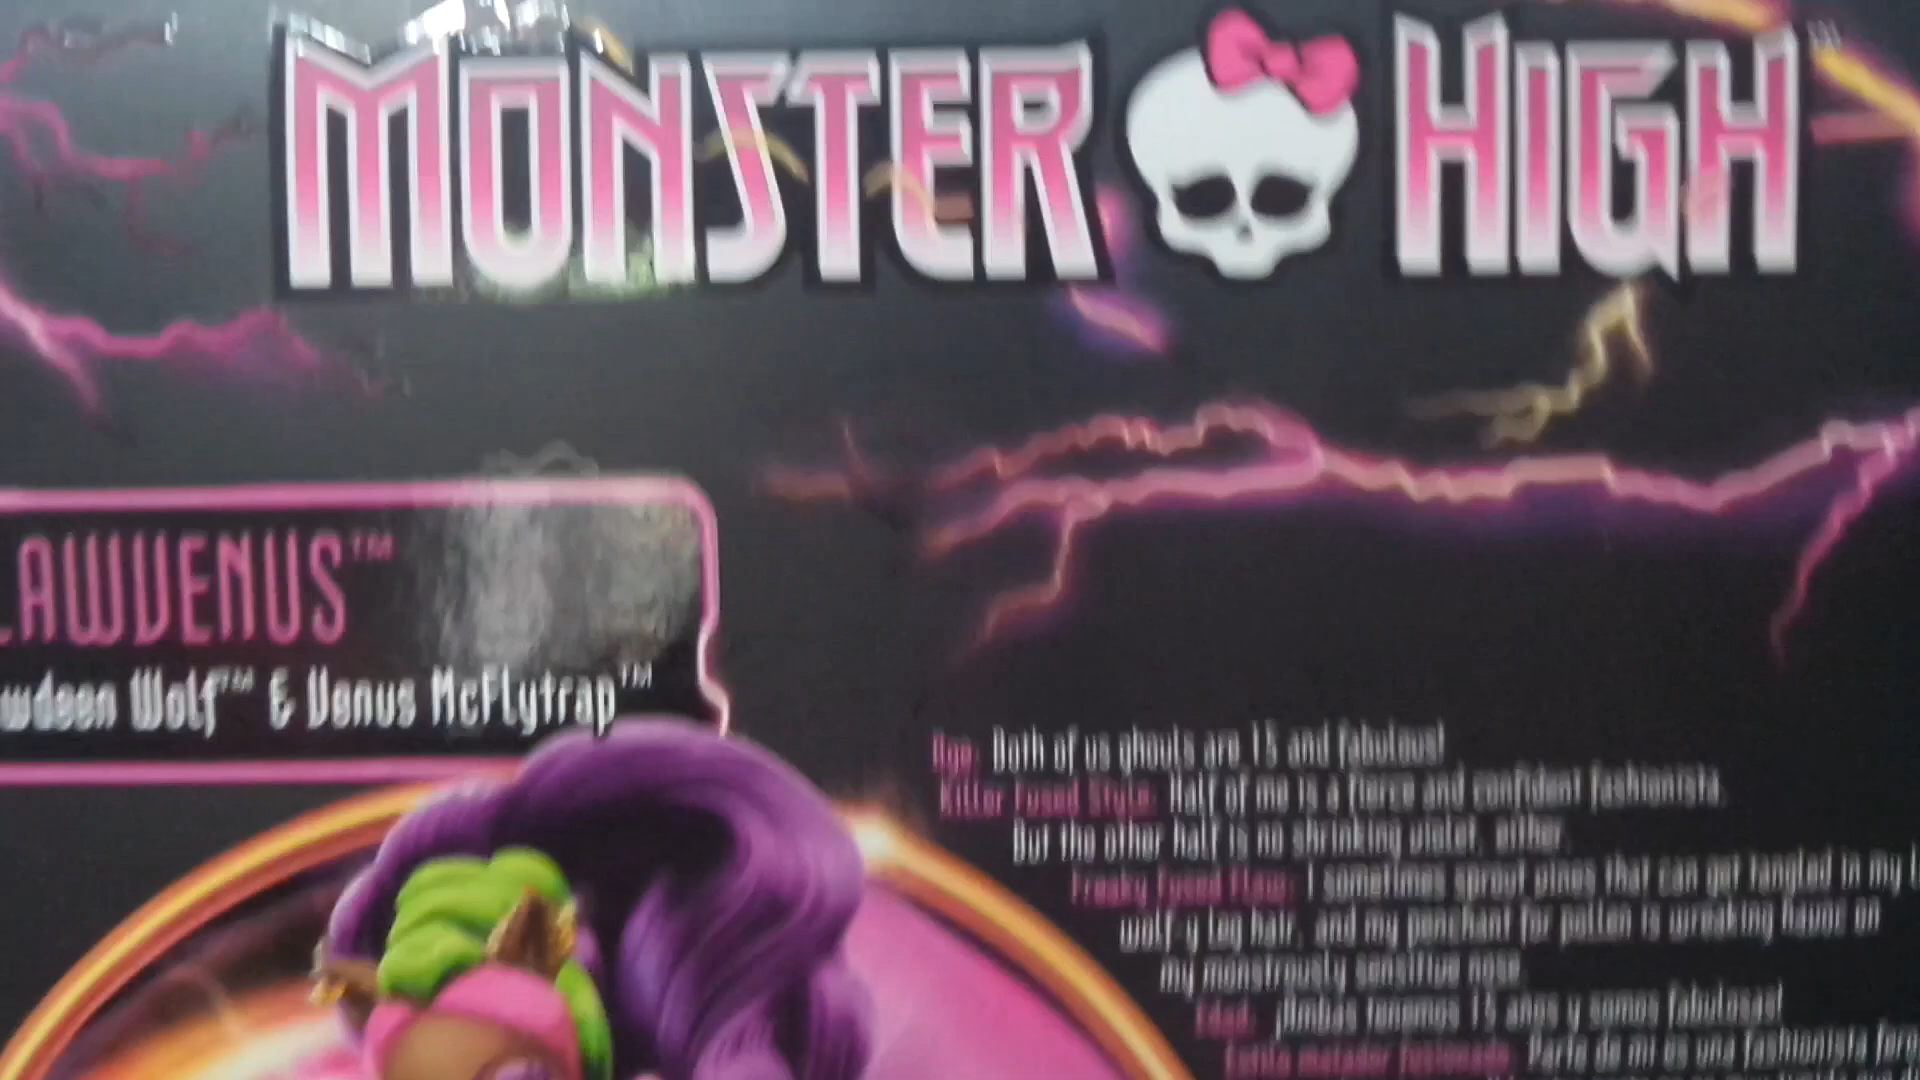 MONSTER HIGH™
LAWVENUS™
wdeen Wolf™ & Venus McFlytrap™
Age: Both of us ghouls are 15 and fabulous!
Killer Fused Style: Half of me is a fierce and confident fashionista.
But the other half is no shrinking violet, either.
Freaky Fused Flaw: I sometimes sprout vines that can get tangled in my
wolf-y leg hair, and my penchant for pollen is wreaking havoc on
my monstrously sensitive nose.
Edad: ¡Ambas tenemos 15 años y somos fabulosas!
Estilo matador fusionado: Parte de mí es una fashionista